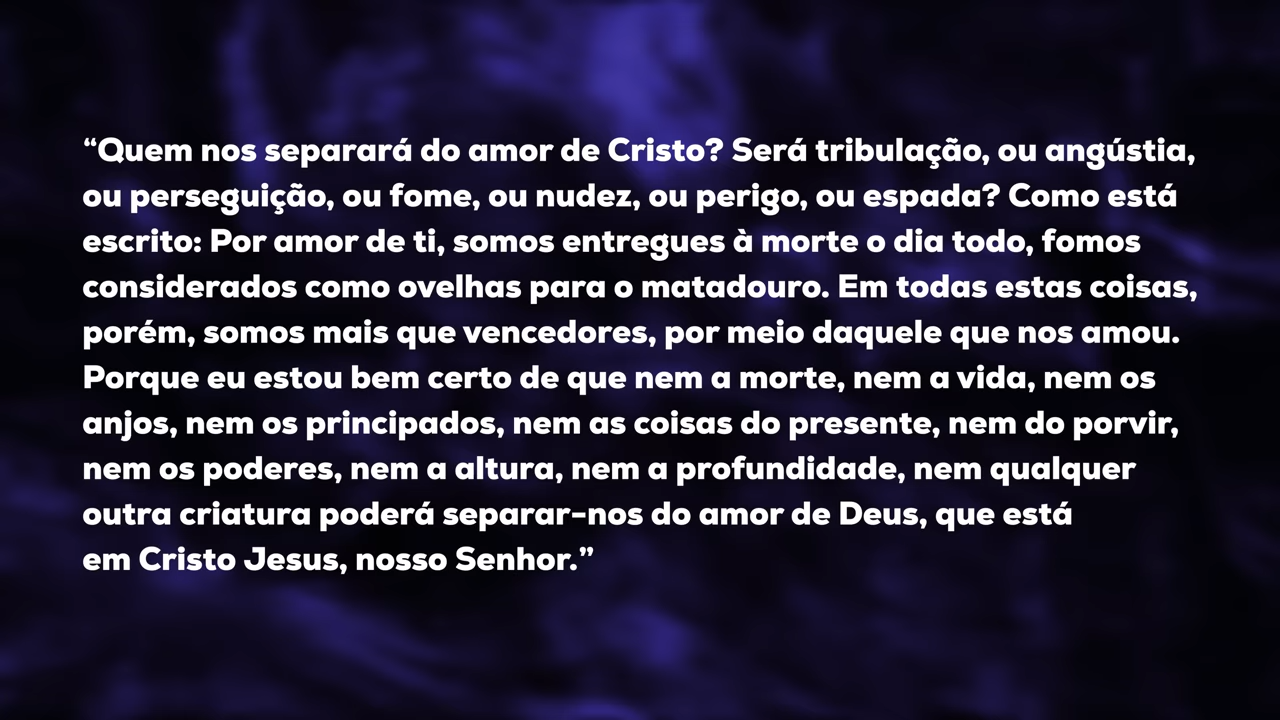 “Quem nos separará do amor de Cristo? Será tribulação, ou angústia,
ou perseguição, ou fome, ou nudez, ou perigo, ou espada? Como está
escrito: Por amor de ti, somos entregues à morte o dia todo, fomos
considerados como ovelhas para o matadouro. Em todas estas coisas,
porém, somos mais que vencedores, por meio daquele que nos amou.
Porque eu estou bem certo de que nem a morte, nem a vida, nem os
anjos, nem os principados, nem as coisas do presente, nem do porvir,
nem os poderes, nem a altura, nem a profundidade, nem qualquer
outra criatura poderá separar-nos do amor de Deus, que está
em Cristo Jesus, nosso Senhor.”